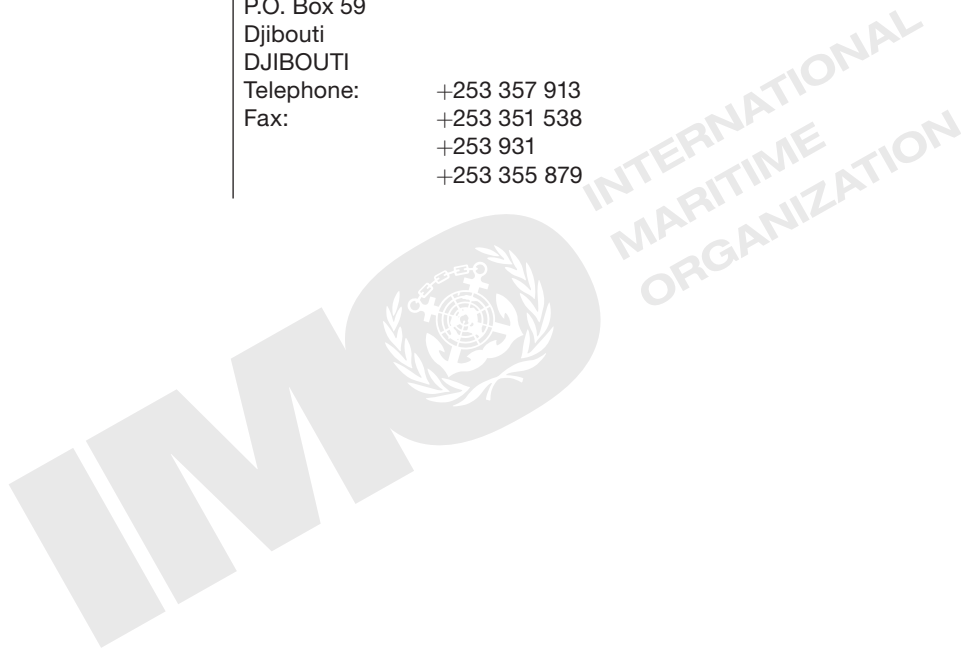 P.O. Box 59
Djibouti
DJIBOUTI
Telephone: +253 357 913
Fax: +253 351 538
+253 931
+253 355 879
INTERNATIONAL
MARITIME
ORGANIZATION
IMO